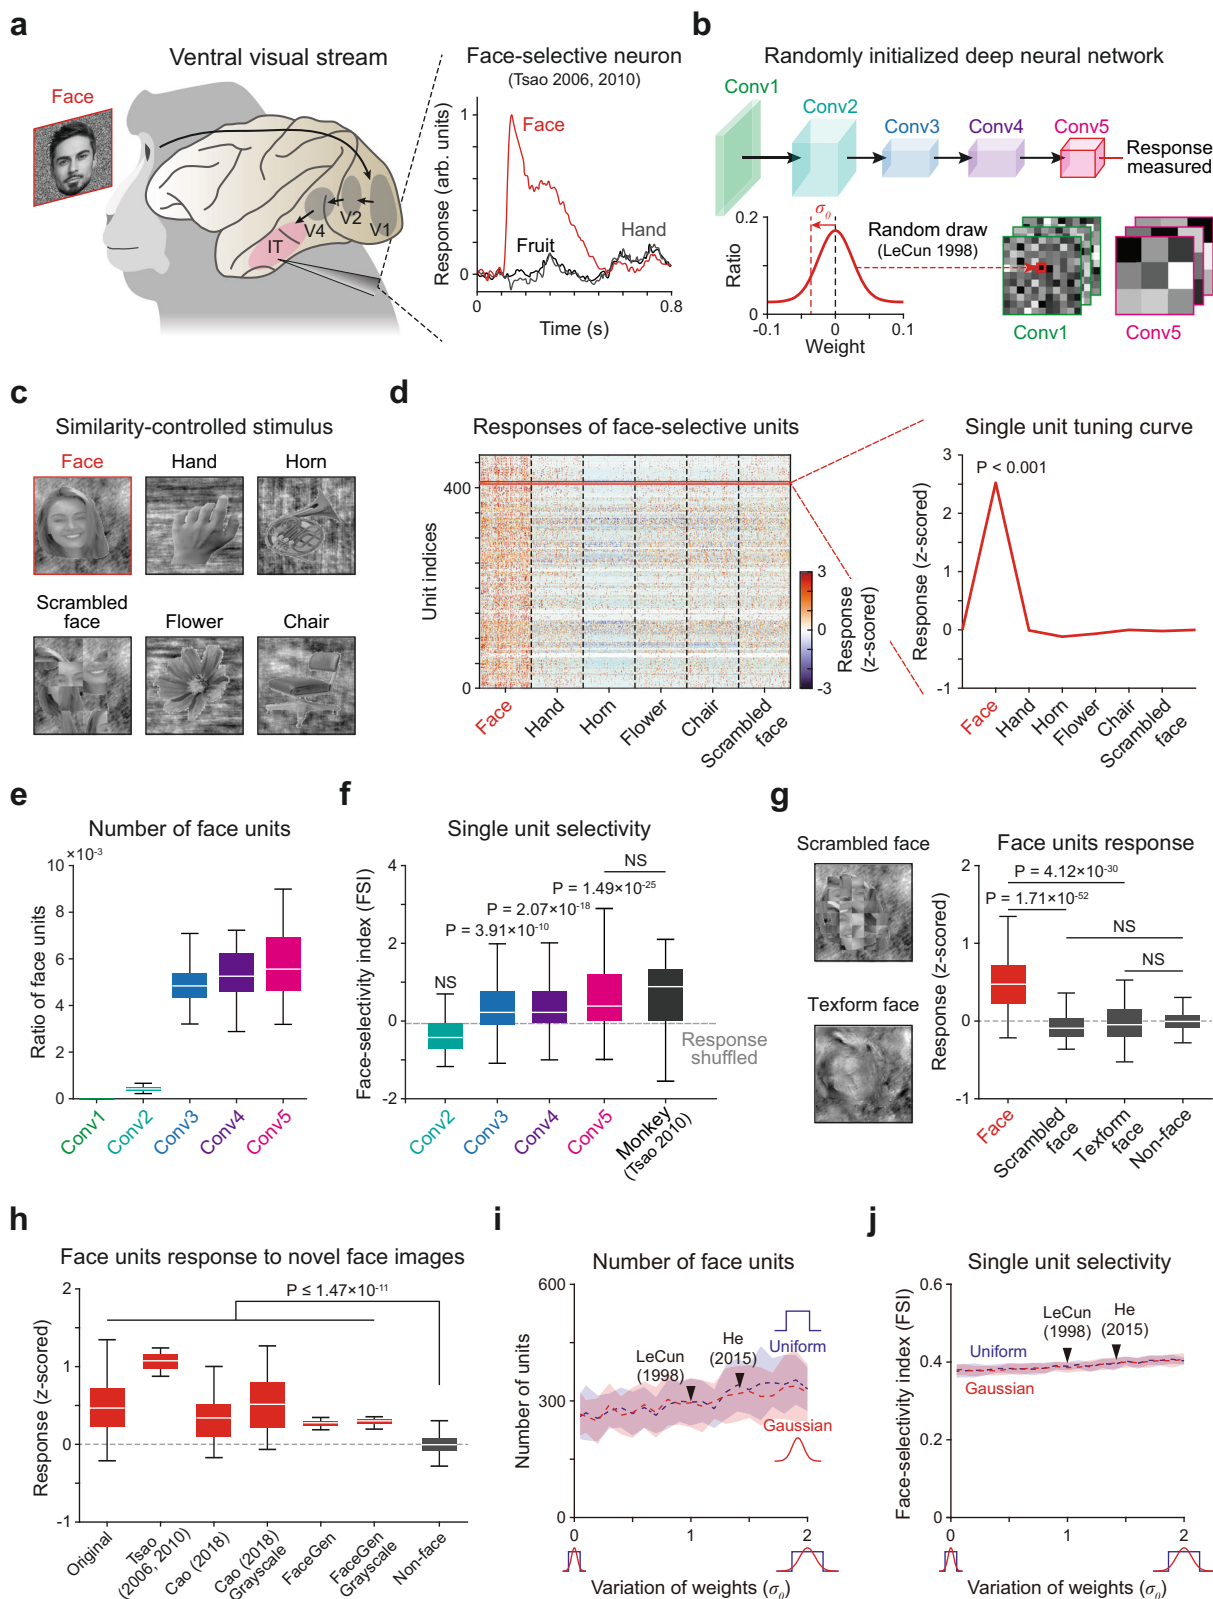 a
Ventral visual stream
Face
IT
V4
V2
V1
Face-selective neuron
(Tsao 2006, 2010)
Response (arb. units)
1
0
Face
Fruit
Hand
0
0.8
Time (s)
b
Randomly initialized deep neural network
Conv1
Conv2
Conv3
Conv4
Conv5
Response
measured
Ratio
0.2
0.1
0
σ₀
-0.1
0
0.1
Weight
Random draw
(LeCun 1998)
Conv1
Conv5
c
Similarity-controlled stimulus
Face
Hand
Horn
Scrambled
face
Flower
Chair
d
Responses of face-selective units
Unit indices
400
0
Face
Hand
Horn
Flower
Chair
Scrambled
face
3
0
-3
Response
(z-scored)
Single unit tuning curve
P < 0.001
Response (z-scored)
3
2
1
0
-1
Face
Hand
Horn
Flower
Chair
Scrambled
face
e
Number of face units
×10⁻³
Ratio of face units
10
8
6
4
2
0
Conv1
Conv2
Conv3
Conv4
Conv5
f
Single unit selectivity
Face-selectivity index (FSI)
4
2
0
-2
NS
P = 1.49×10⁻²⁵
P = 2.07×10⁻¹⁸
P = 3.91×10⁻¹⁰
NS
Response
shuffled
Conv2
Conv3
Conv4
Conv5
Monkey
(Tsao 2010)
g
Scrambled face
Texform face
Face units response
Response (z-scored)
2
1
0
-1
P = 4.12×10⁻³⁰
P = 1.71×10⁻⁵²
NS
NS
Face
Scrambled
face
Texform
face
Non-face
h
Face units response to novel face images
P ≤ 1.47×10⁻¹¹
Response (z-scored)
2
1
0
-1
Original
Tsao
(2006, 2010)
Cao (2018)
Cao (2018)
Grayscale
FaceGen
FaceGen
Grayscale
Non-face
i
Number of face units
Number of units
600
300
0
LeCun
(1998)
He
(2015)
Uniform
Gaussian
0
1
2
Variation of weights (σ₀)
j
Single unit selectivity
Face-selectivity index (FSI)
0.6
0.4
0.2
0
LeCun
(1998)
He
(2015)
Uniform
Gaussian
0
1
2
Variation of weights (σ₀)